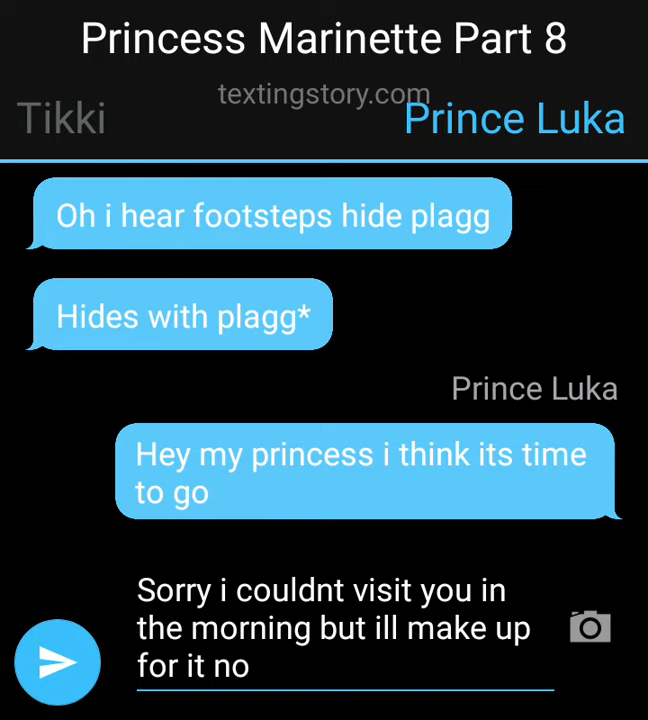 Princess Marinette Part 8
textingstory.com
Tikki
Prince Luka
Oh i hear footsteps hide plagg
Hides with plagg*
Prince Luka
Hey my princess i think its time
to go
Sorry i couldnt visit you in
the morning but ill make up
for it no